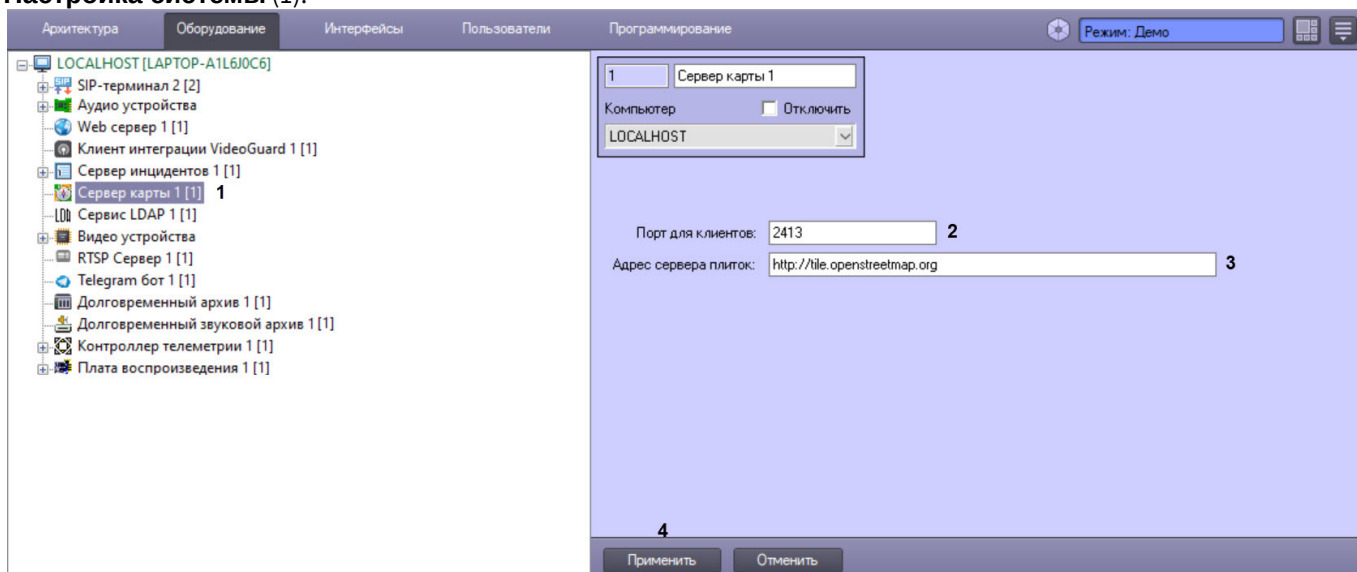 Настройка системы (1).
Архитектура Оборудование Интерфейсы Пользователи Программирование Режим: Демо
LOCALHOST [LAPTOP-A1L6J0C6]
SIP-терминал 2 [2]
Аудио устройства
Web сервер 1 [1]
Клиент интеграции VideoGuard 1 [1]
Сервер инцидентов 1 [1]
Сервер карты 1 [1] 1
Сервис LDAP 1 [1]
Видео устройства
RTSP Сервер 1 [1]
Telegram бот 1 [1]
Долговременный архив 1 [1]
Долговременный звуковой архив 1 [1]
Контроллер телеметрии 1 [1]
Плата воспроизведения 1 [1]
1 Сервер карты 1
Компьютер Отключить
LOCALHOST
Порт для клиентов: 2413 2
Адрес сервера плиток: http://tile.openstreetmap.org 3
4
Применить Отменить